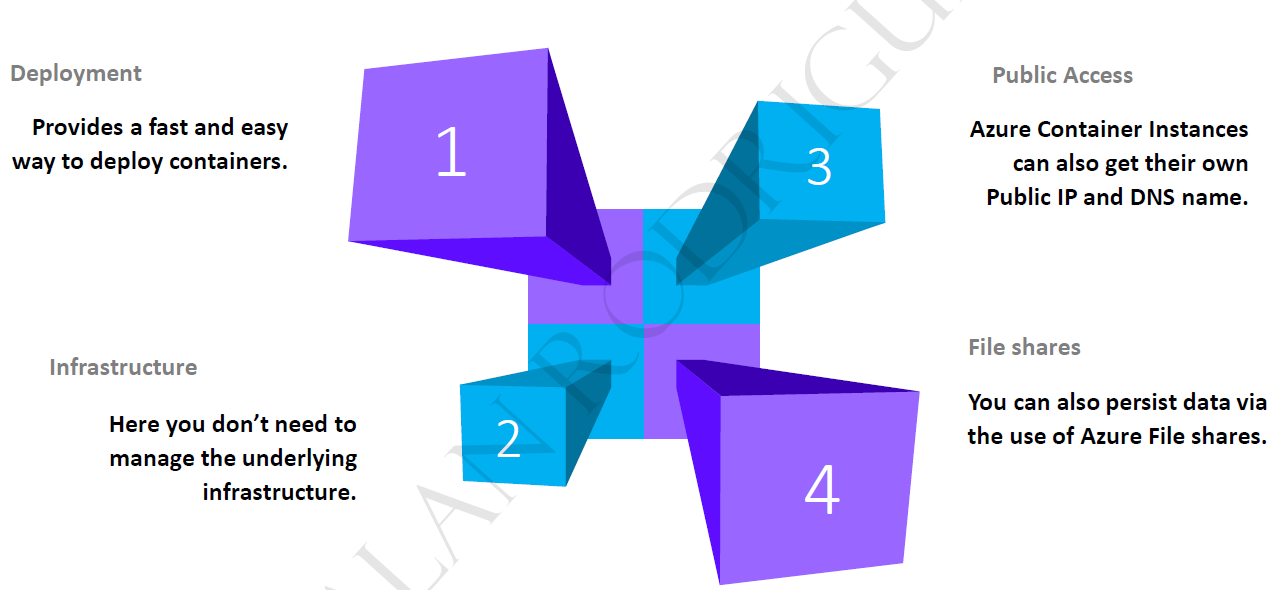 Deployment
Provides a fast and easy
way to deploy containers.
1
Infrastructure
Here you don’t need to
manage the underlying
infrastructure.
2
Public Access
Azure Container Instances
can also get their own
Public IP and DNS name.
3
File shares
You can also persist data via
the use of Azure File shares.
4